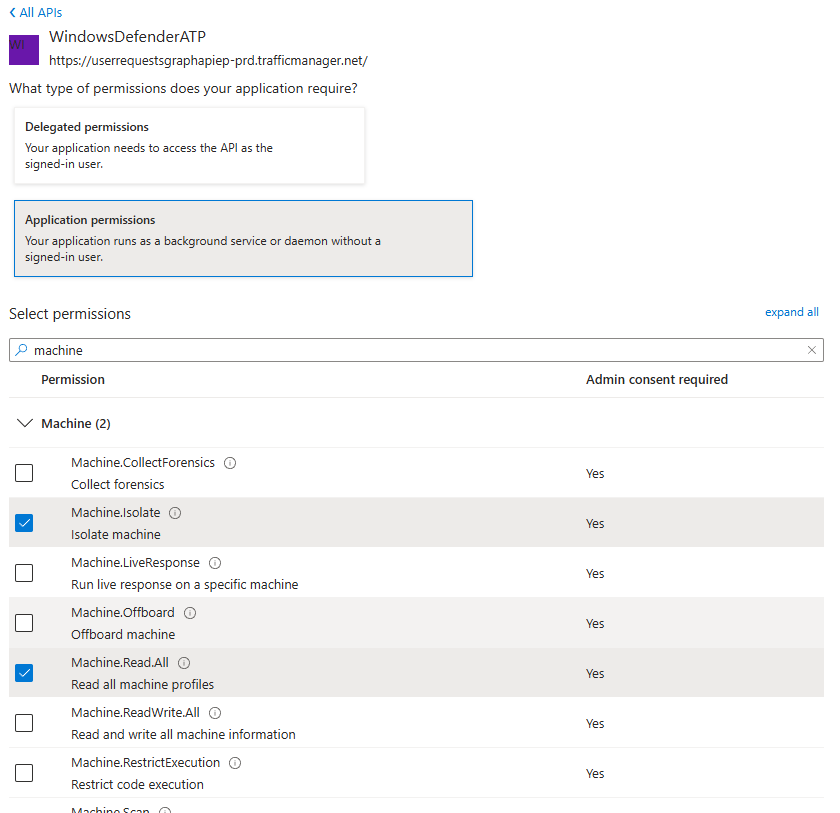 All APIs
WI
WindowsDefenderATP
https://userrequestsgraphapiep-prd.trafficmanager.net/
What type of permissions does your application require?
Delegated permissions
Your application needs to access the API as the
signed-in user.
Application permissions
Your application runs as a background service or daemon without a
signed-in user.
Select permissions
expand all
machine
Permission
Admin consent required
Machine (2)
Machine.CollectForensics
Collect forensics
Yes
Machine.Isolate
Isolate machine
Yes
Machine.LiveResponse
Run live response on a specific machine
Yes
Machine.Offboard
Offboard machine
Yes
Machine.Read.All
Read all machine profiles
Yes
Machine.ReadWrite.All
Read and write all machine information
Yes
Machine.RestrictExecution
Restrict code execution
Yes
Machine.Scan